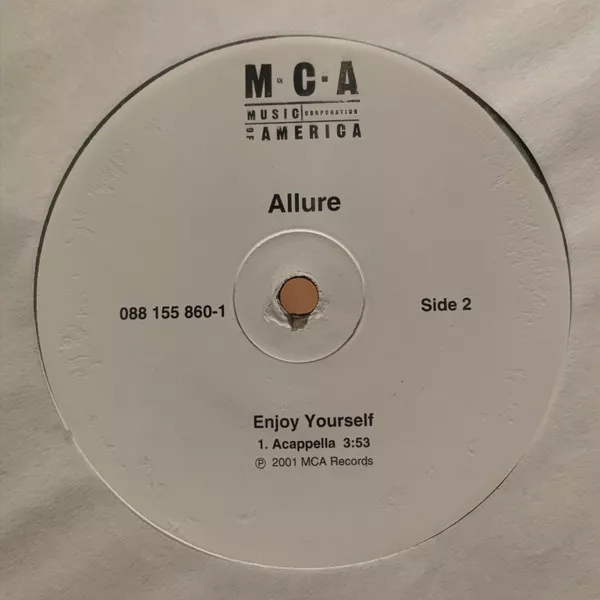 M·C·A
MUSIC CORPORATION
OF AMERICA
Allure
088 155 860-1
Side 2
Enjoy Yourself
1. Acappella 3:53
℗ 2001 MCA Records